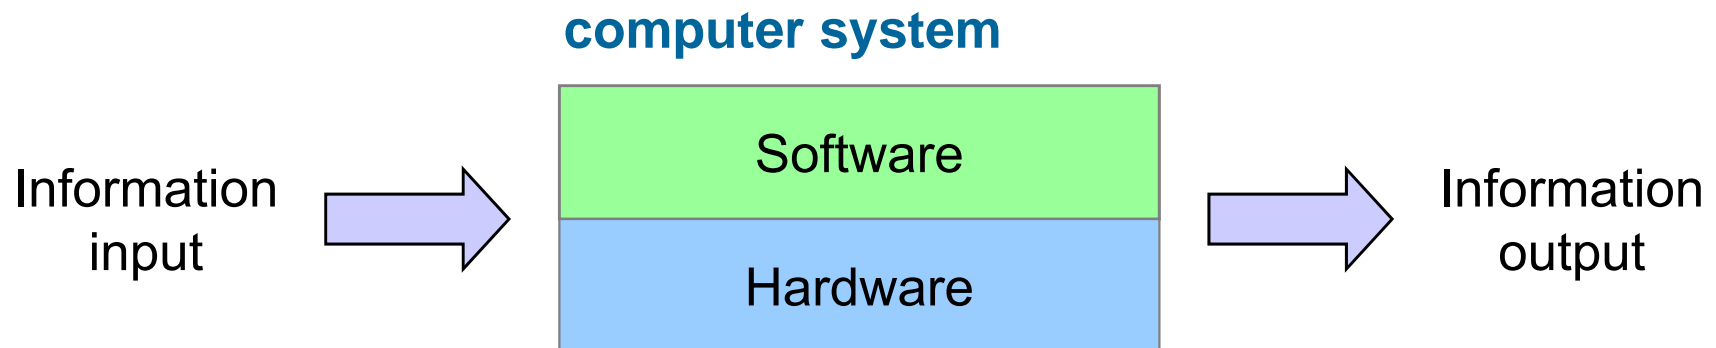 computer system
Software
Information
input
Hardware
Information
output